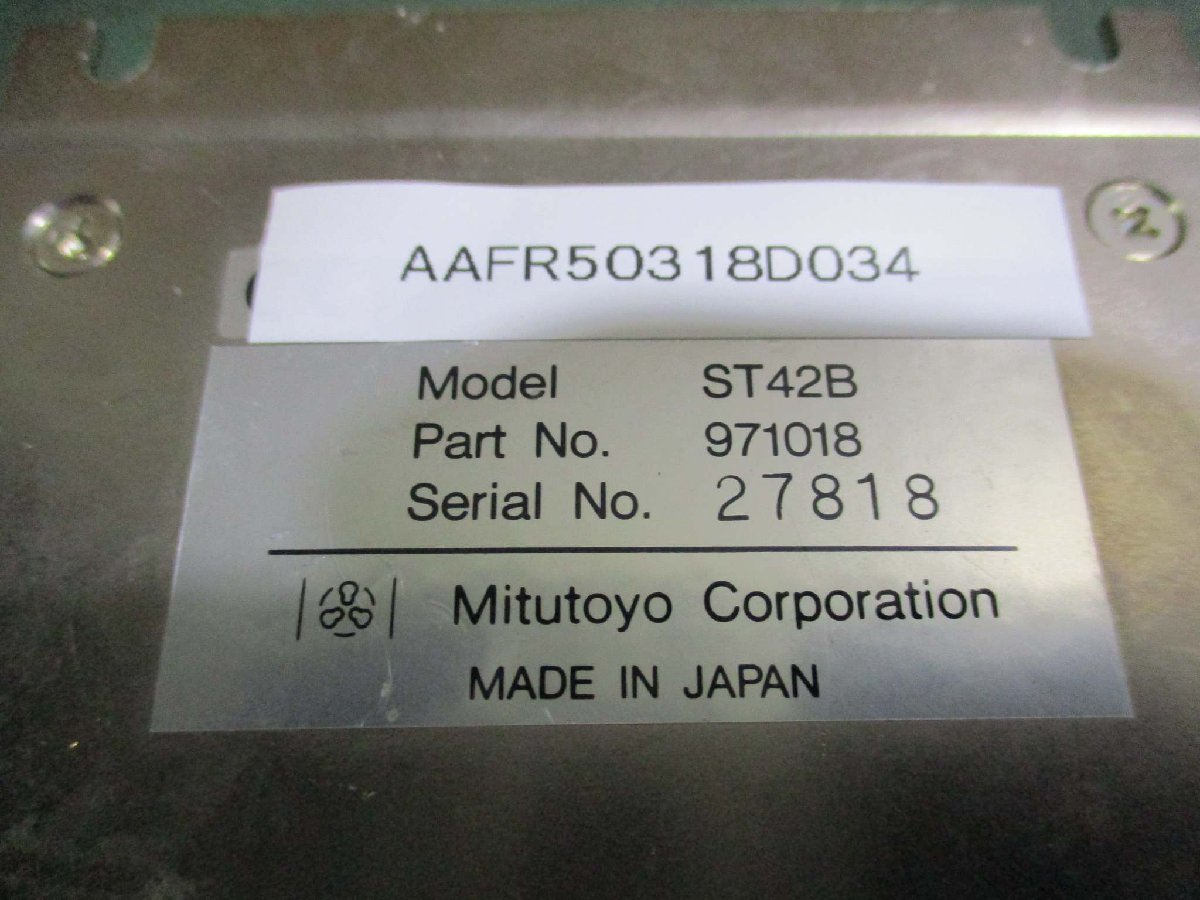 AAFR50318D034
Model ST42B
Part No. 971018
Serial No. 27818
Mitutoyo Corporation
MADE IN JAPAN